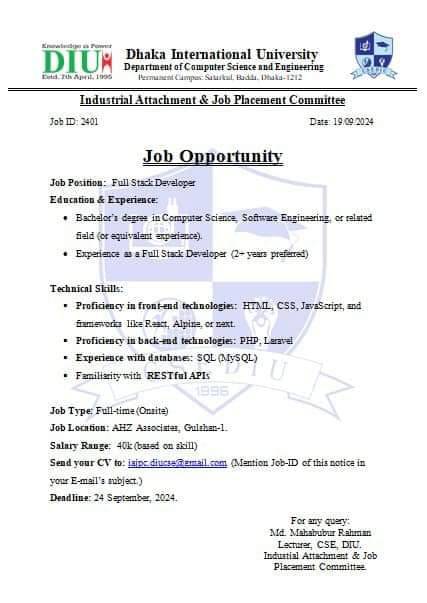 Knowledge is Power
DIU
Estd. 7th April, 1995
Dhaka International University
Department of Computer Science and Engineering
Permanent Campus: Satarkul, Badda, Dhaka-1212
Industrial Attachment & Job Placement Committee
Job ID: 2401 Date: 19/09/2024
Job Opportunity
Job Position: Full Stack Developer
Education & Experience:
• Bachelor's degree in Computer Science, Software Engineering, or related
field (or equivalent experience).
• Experience as a Full Stack Developer (2+ years preferred)
Technical Skills:
• Proficiency in front-end technologies: HTML, CSS, JavaScript, and
frameworks like React, Alpine, or next.
• Proficiency in back-end technologies: PHP, Laravel
• Experience with databases: SQL (MySQL)
• Familiarity with RESTful APIs
CSEDIU
1995
Job Type: Full-time (Onsite)
Job Location: AHZ Associates, Gulshan-1.
Salary Range: 40k (based on skill)
Send your CV to: iajpc.diucse@gmail.com (Mention Job-ID of this notice in
your E-mail's subject.)
Deadline: 24 September, 2024.
For any query:
Md. Mahabubur Rahman
Lecturer, CSE, DIU.
Industial Attachment & Job
Placement Committee.